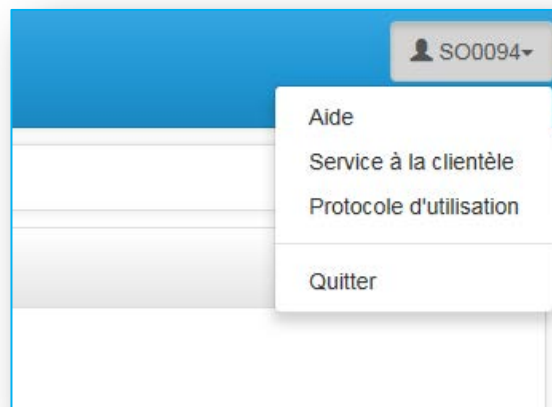 SO0094
Aide
Service à la clientèle
Protocole d'utilisation
Quitter